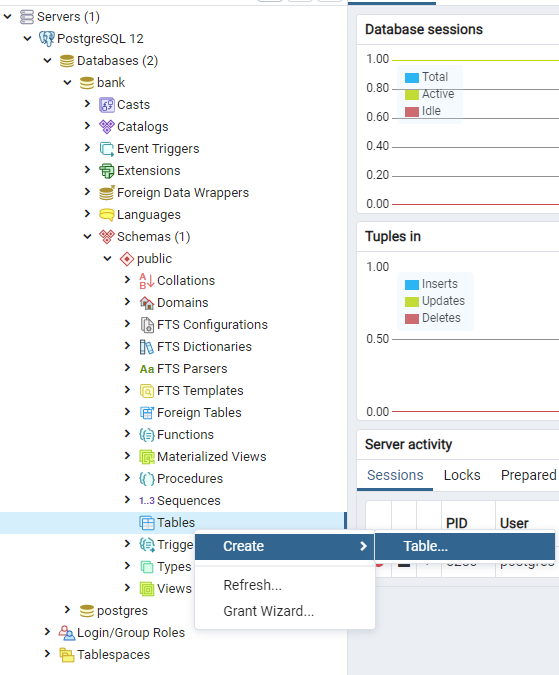 Servers (1)
PostgreSQL 12
Databases (2)
bank
Casts
Catalogs
Event Triggers
Extensions
Foreign Data Wrappers
Languages
Schemas (1)
public
Collations
Domains
FTS Configurations
FTS Dictionaries
Aa FTS Parsers
FTS Templates
Foreign Tables
Functions
Materialized Views
Procedures
1..3 Sequences
Tables
Trigge
Types
Views
postgres
Login/Group Roles
Tablespaces
Create
Table...
Refresh...
Grant Wizard...
Database sessions
1.00
0.80
0.60
0.40
0.20
0.00
Total
Active
Idle
Tuples in
1.00
0.50
0.00
Inserts
Updates
Deletes
Server activity
Sessions Locks Prepared
PID User